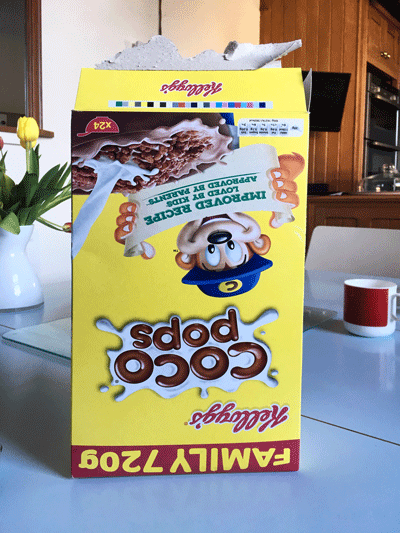 FAMILY 720g
Kellogg's
COCO
pops
C
IMPROVED RECIPE
LOVED BY KIDS
APPROVED BY PARENTS
x24
Kellogg's